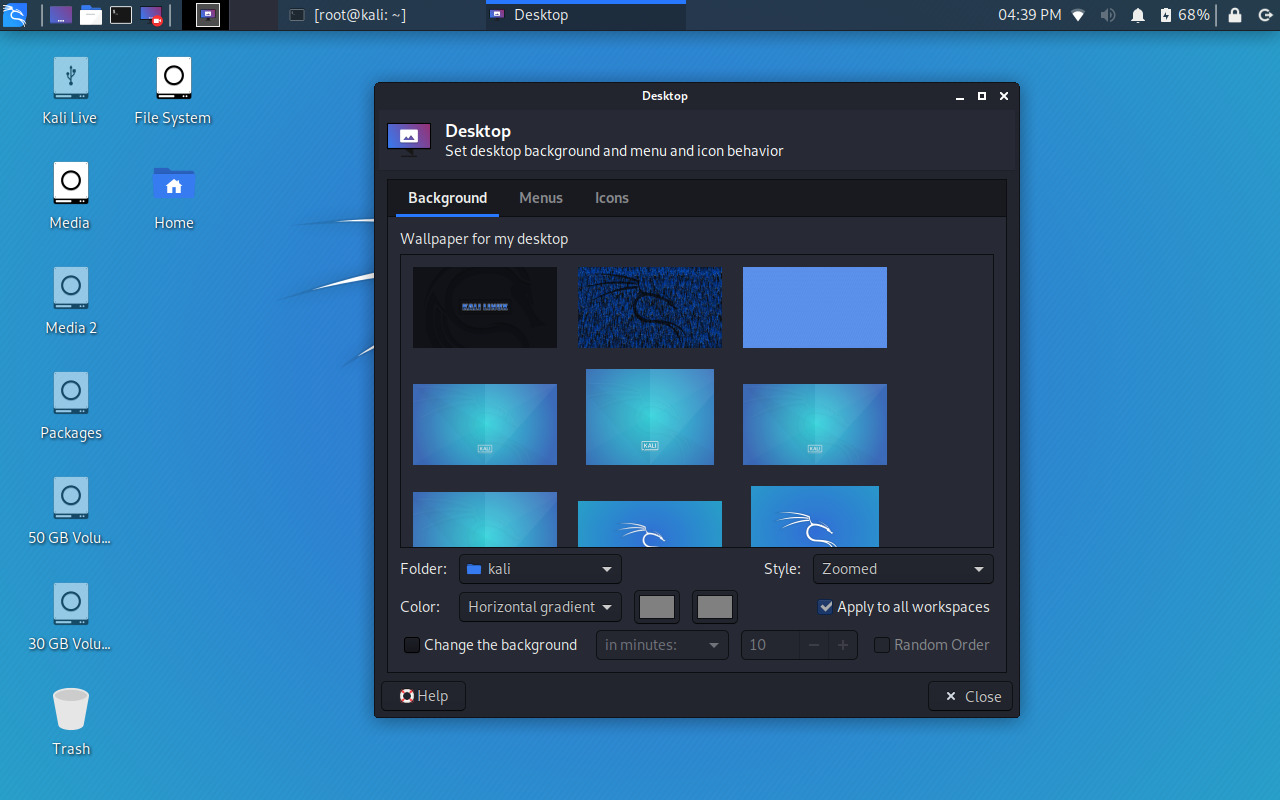 [root@kali: ~]
Desktop
04:39 PM
68%
Kali Live
File System
Media
Home
Media 2
Packages
50 GB Volu...
30 GB Volu...
Trash
Desktop
Desktop
Set desktop background and menu and icon behavior
Background Menus Icons
Wallpaper for my desktop
KALI LINUX
KALI
KALI
KALI
Folder: kali Style: Zoomed
Color: Horizontal gradient Apply to all workspaces
Change the background in minutes: 10 Random Order
Help Close